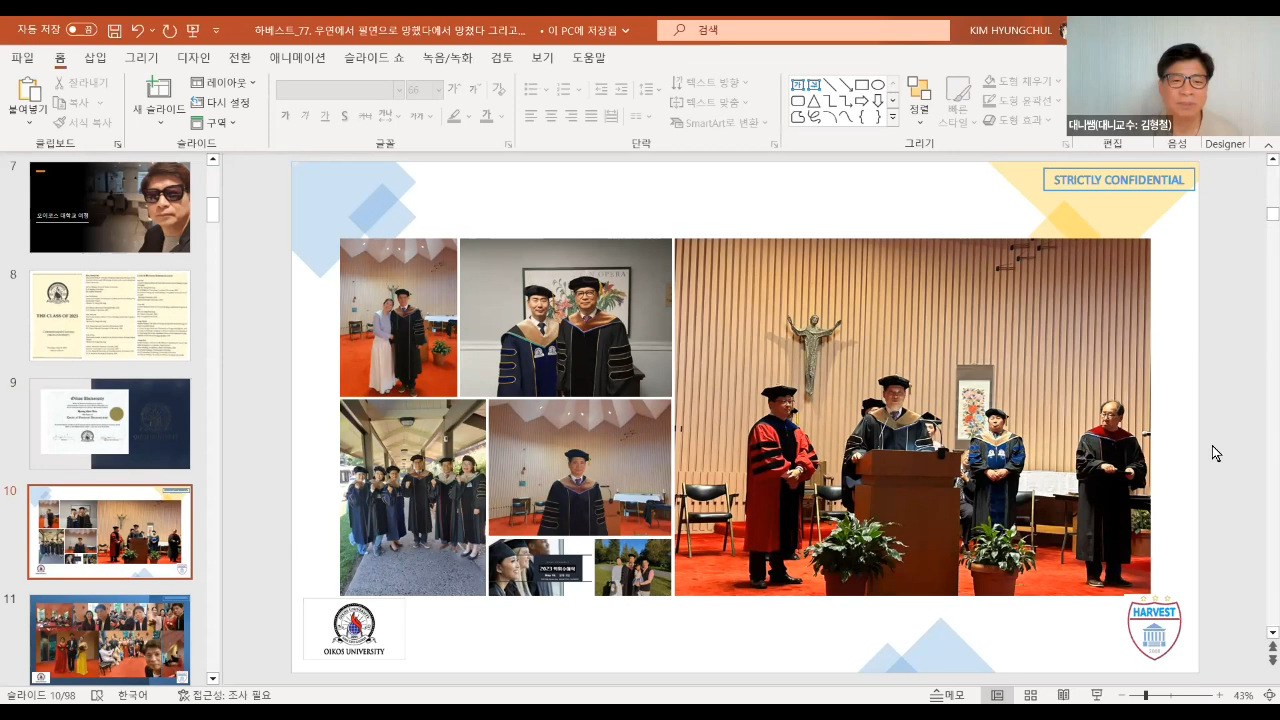 자동 저장
하베스트_77. 우연에서 필연으로 망했다에서 망쳤다 그리고... • 이 PC에 저장됨
검색
KIM HYUNGCHUL
파일 홈 삽입 그리기 디자인 전환 애니메이션 슬라이드 쇼 녹음/녹화 검토 보기 도움말
붙여넣기
잘라내기
복사
서식 복사
클립보드
새 슬라이드
레이아웃
다시 설정
구역
슬라이드
66
가 가 가 S 가나 가
글꼴
텍스트 방향
텍스트 맞춤
SmartArt로 변환
단락
정렬
빠른 스타일
도형 채우기
도형 윤곽선
도형 효과
그리기
편집
음성
Designer
대니쌤(대니교수: 김형철)
7
오이코스 대학교 여정
8
THE CLASS OF 2023
9
Oikos University
10
11
STRICTLY CONFIDENTIAL
OPERA
2023 학위수여식
OIKOS UNIVERSITY
HARVEST
슬라이드 10/98
한국어
접근성: 조사 필요
메모
43%